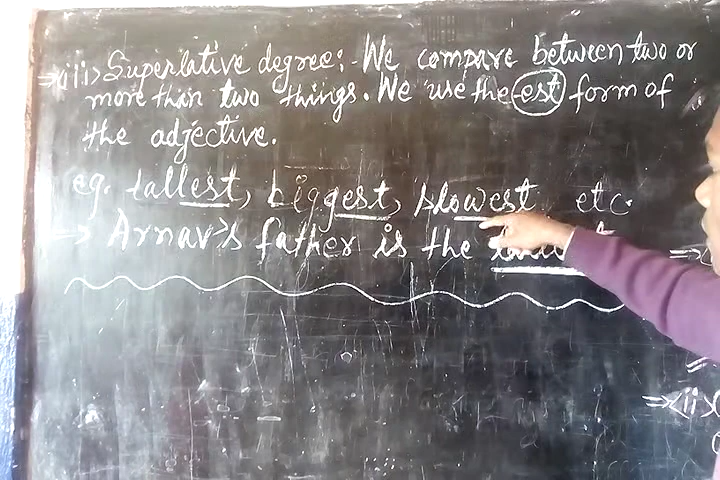 ⇒(iii)> Superlative degree:- We compare between two or
more than two things. We use the est form of
the adjective.
eg. tallest, biggest, slowest etc.
→ Arnav's father is the
⇒(ii)